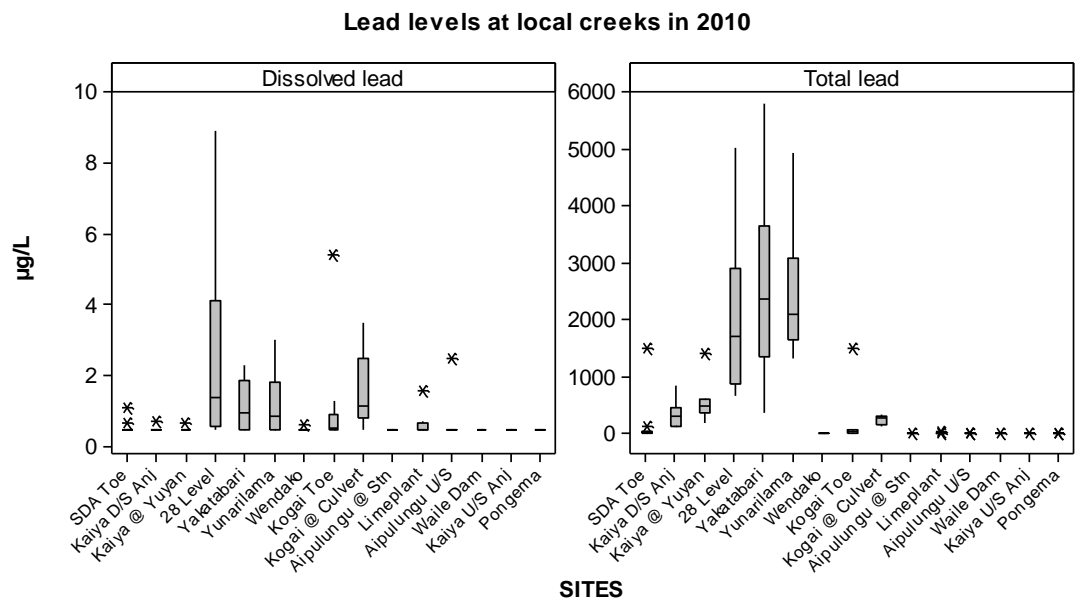 Lead levels at local creeks in 2010
Dissolved lead
Total lead
µg/L
10
8
6
4
2
0
6000
5000
4000
3000
2000
1000
0
SDA Toe
Kaiya D/S Anj
Kaiya @ Yuyan
28 Level
Yakatabari
Yunarilama
Wendako
Kogai Toe
Kogai @ Culvert
Aipulungu @ Stn
Limeplant
Aipulungu U/S
Waile Dam
Kaiya U/S Anj
Pongema
SDA Toe
Kaiya D/S Anj
Kaiya @ Yuyan
28 Level
Yakatabari
Yunarilama
Wendako
Kogai Toe
Kogai @ Culvert
Aipulungu @ Stn
Limeplant
Aipulungu U/S
Waile Dam
Kaiya U/S Anj
Pongema
SITES